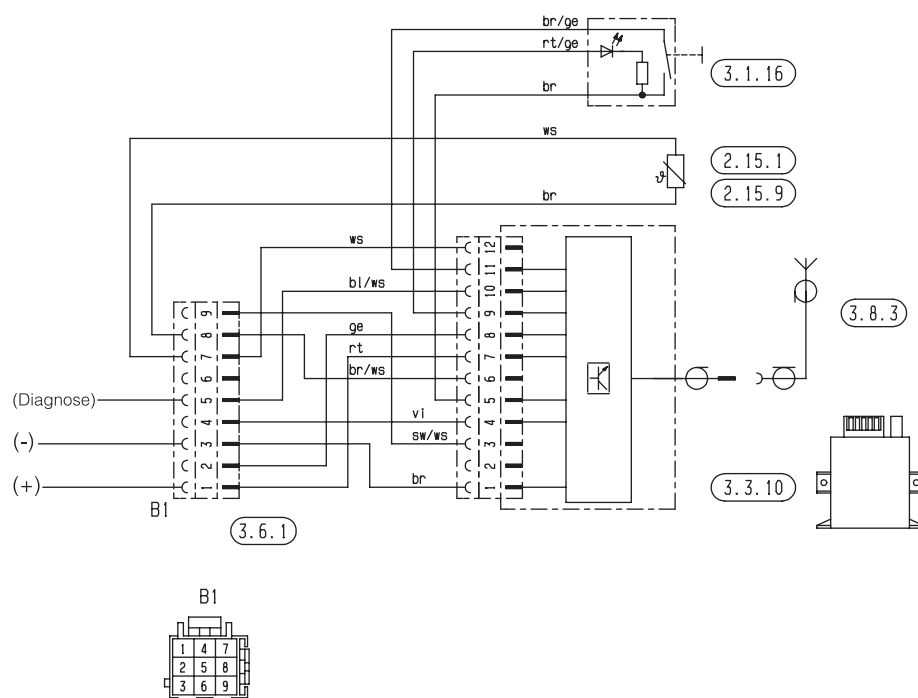 br/ge
rt/ge
3.1.16
br
ws
2.15.1
2.15.9
br
ws
12
11
bl/ws
10
9
9
3.8.3
8
ge
8
7
rt
7
6
br/ws
6
(Diagnose)
5
5
4
vi
4
(-)
3
sw/ws
3
2
2
(+)
1
br
1
3.3.10
B1
3.6.1
B1
1 4 7
2 5 8
3 6 9
ϑ